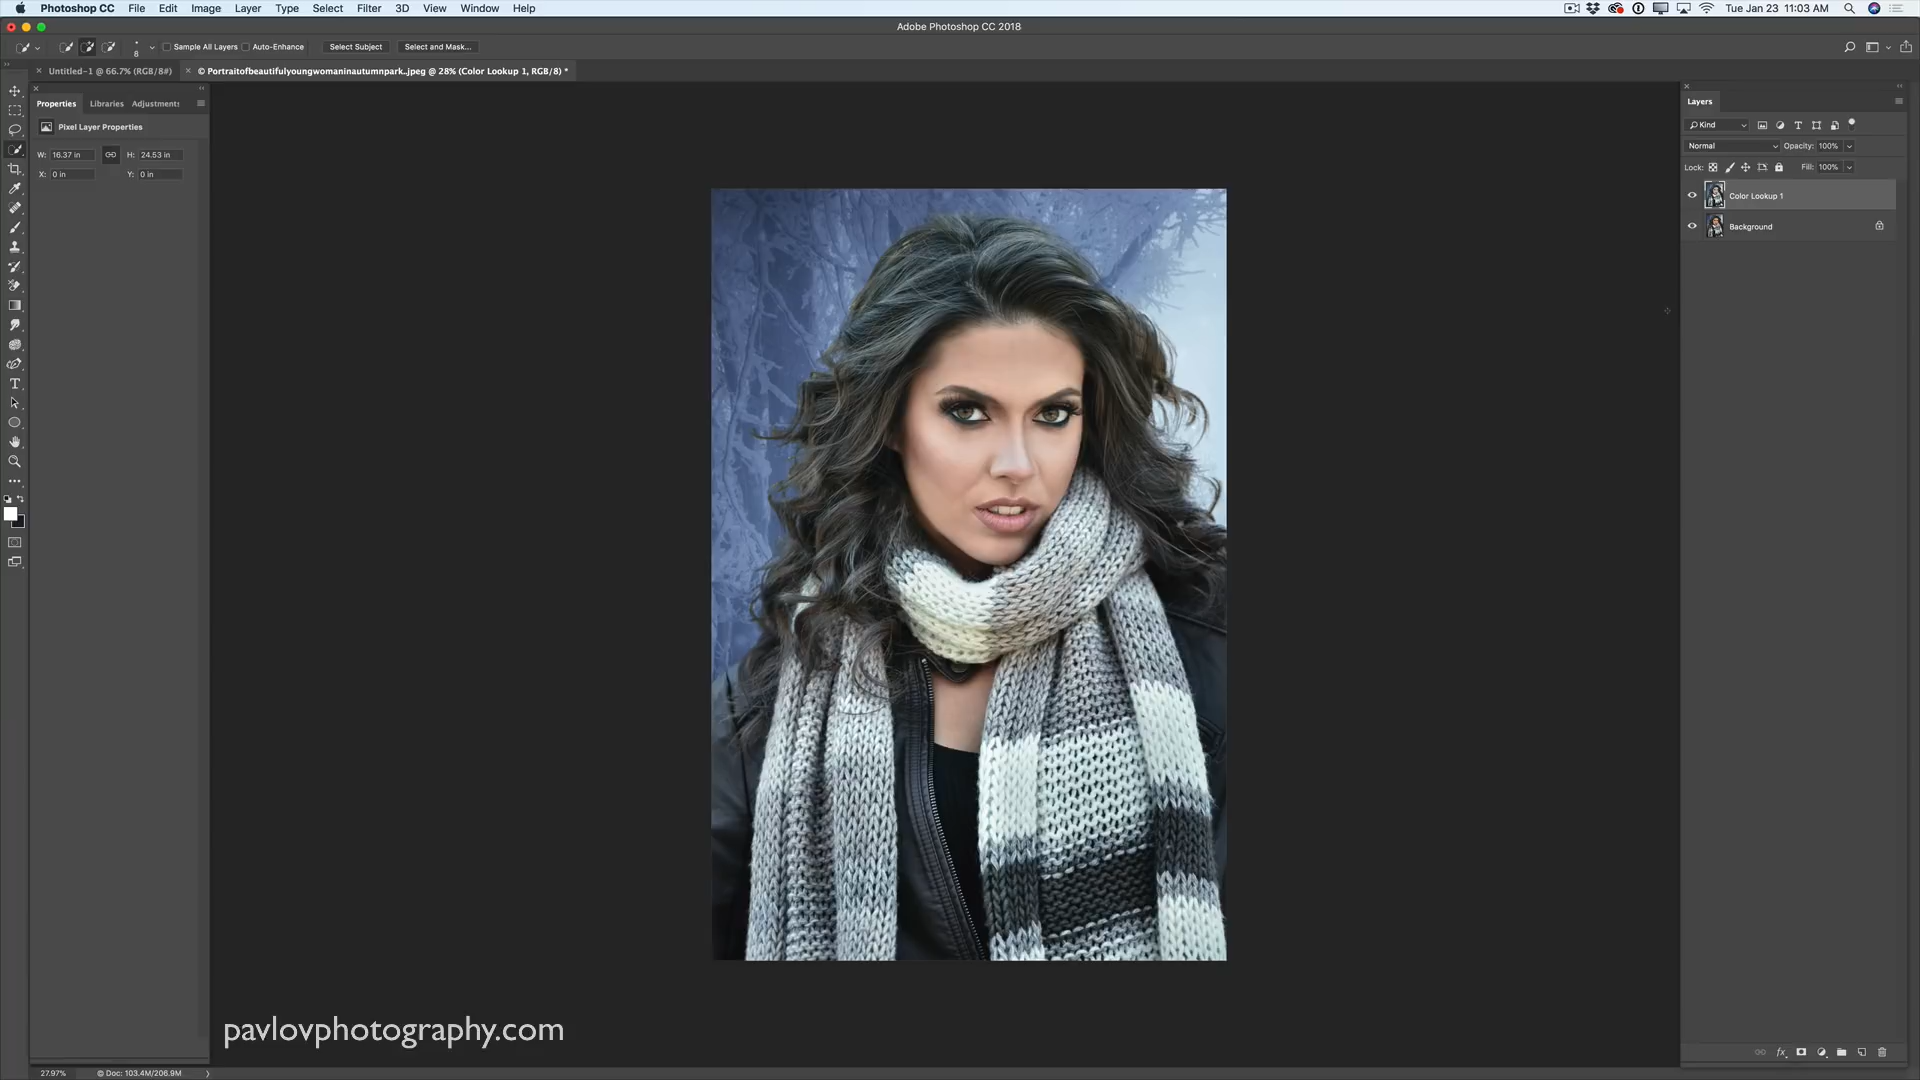 Photoshop CC File Edit Image Layer Type Select Filter 3D View Window Help Tue Jan 23 11:03 AM
Adobe Photoshop CC 2018
8 Sample All Layers Auto-Enhance Select Subject Select and Mask...
Untitled-1 @ 66.7% (RGB/8#) © Portraitofbeautifulyoungwomaninautumnpark..jpeg @ 28% (Color Lookup 1, RGB/8) *
Properties Libraries Adjustments
Pixel Layer Properties
W: 16.37 in H: 24.53 in
X: 0 in Y: 0 in
Layers
Kind
Normal Opacity: 100%
Lock: Fill: 100%
Color Lookup 1
Background
pavlovphotography.com
27.97% © Doc: 103.4M/206.9M